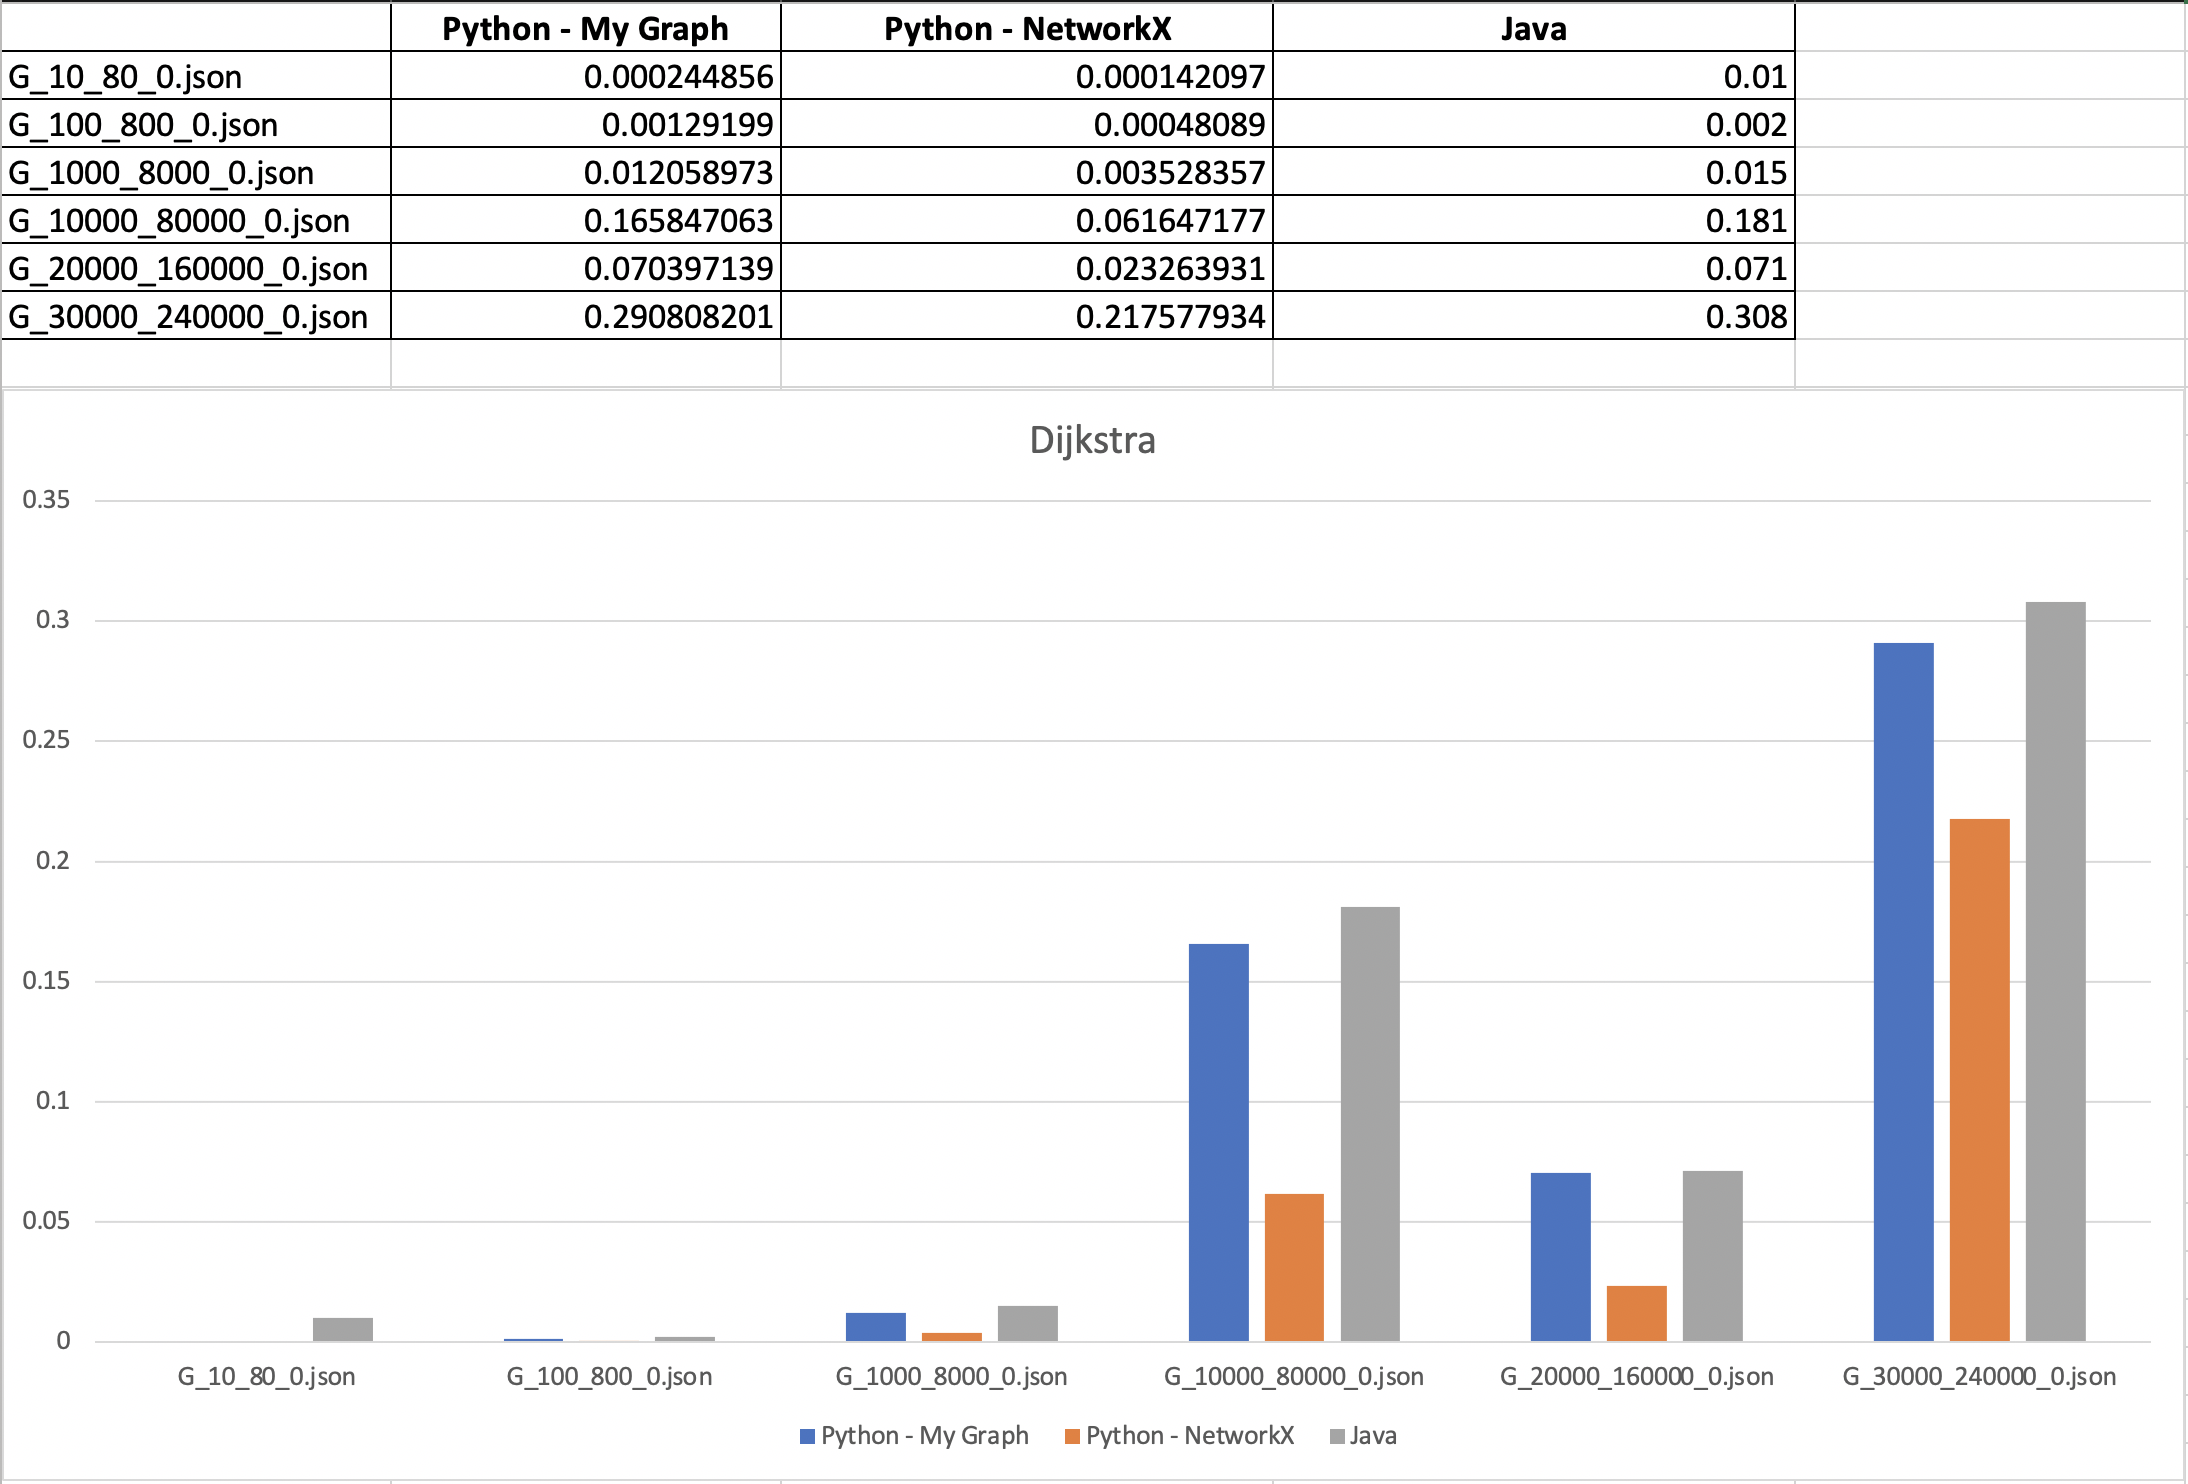 Python - My Graph Python - NetworkX Java
G_10_80_0.json 0.000244856 0.000142097 0.01
G_100_800_0.json 0.00129199 0.00048089 0.002
G_1000_8000_0.json 0.012058973 0.003528357 0.015
G_10000_80000_0.json 0.165847063 0.061647177 0.181
G_20000_160000_0.json 0.070397139 0.023263931 0.071
G_30000_240000_0.json 0.290808201 0.217577934 0.308
Dijkstra
0.35
0.3
0.25
0.2
0.15
0.1
0.05
0
G_10_80_0.json G_100_800_0.json G_1000_8000_0.json G_10000_80000_0.json G_20000_160000_0.json G_30000_240000_0.json
Python - My Graph Python - NetworkX Java